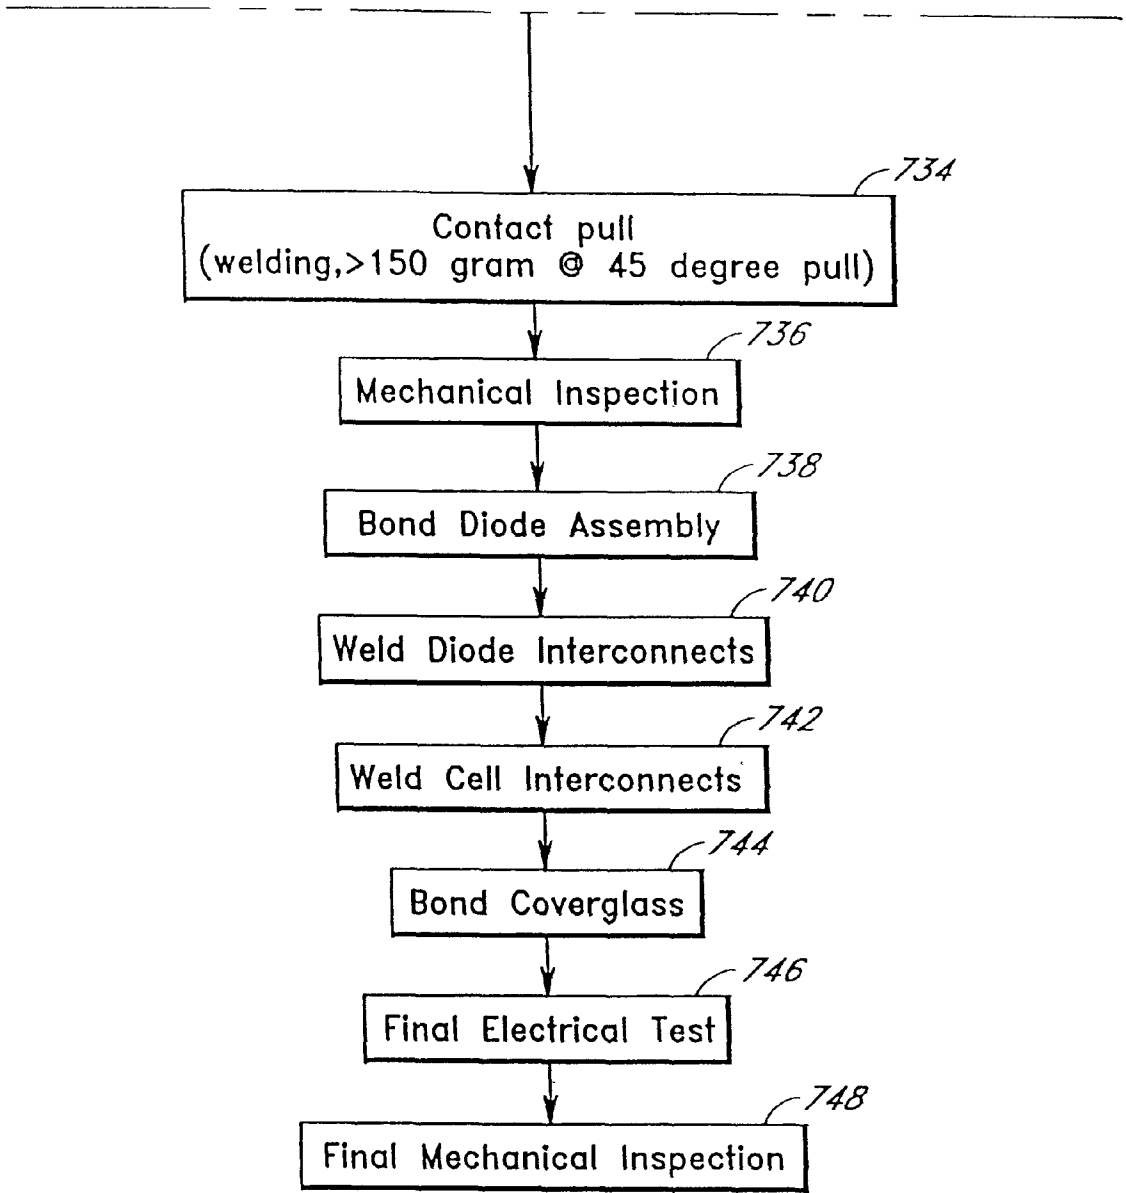 734
Contact pull
(welding,>150 gram @ 45 degree pull)
736
Mechanical Inspection
738
Bond Diode Assembly
740
Weld Diode Interconnects
742
Weld Cell Interconnects
744
Bond Coverglass
746
Final Electrical Test
748
Final Mechanical Inspection